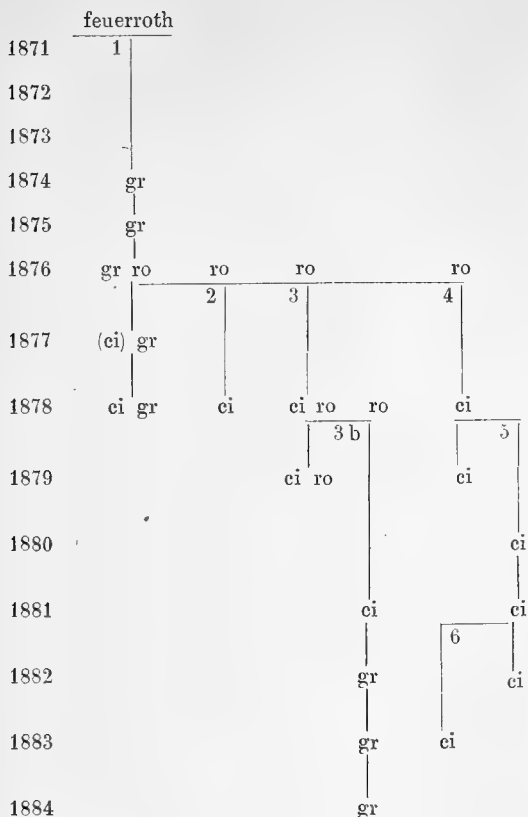 feuerroth
1871 1
1872
1873
1874 gr
1875 gr
1876 gr ro ro ro ro
2 3 4
1877 (ci) gr
1878 ci gr ci ci ro ro ci
3 b 5
1879 ci ro ci
1880 ci
1881 ci ci
6
1882 gr ci
1883 gr ci
1884 gr